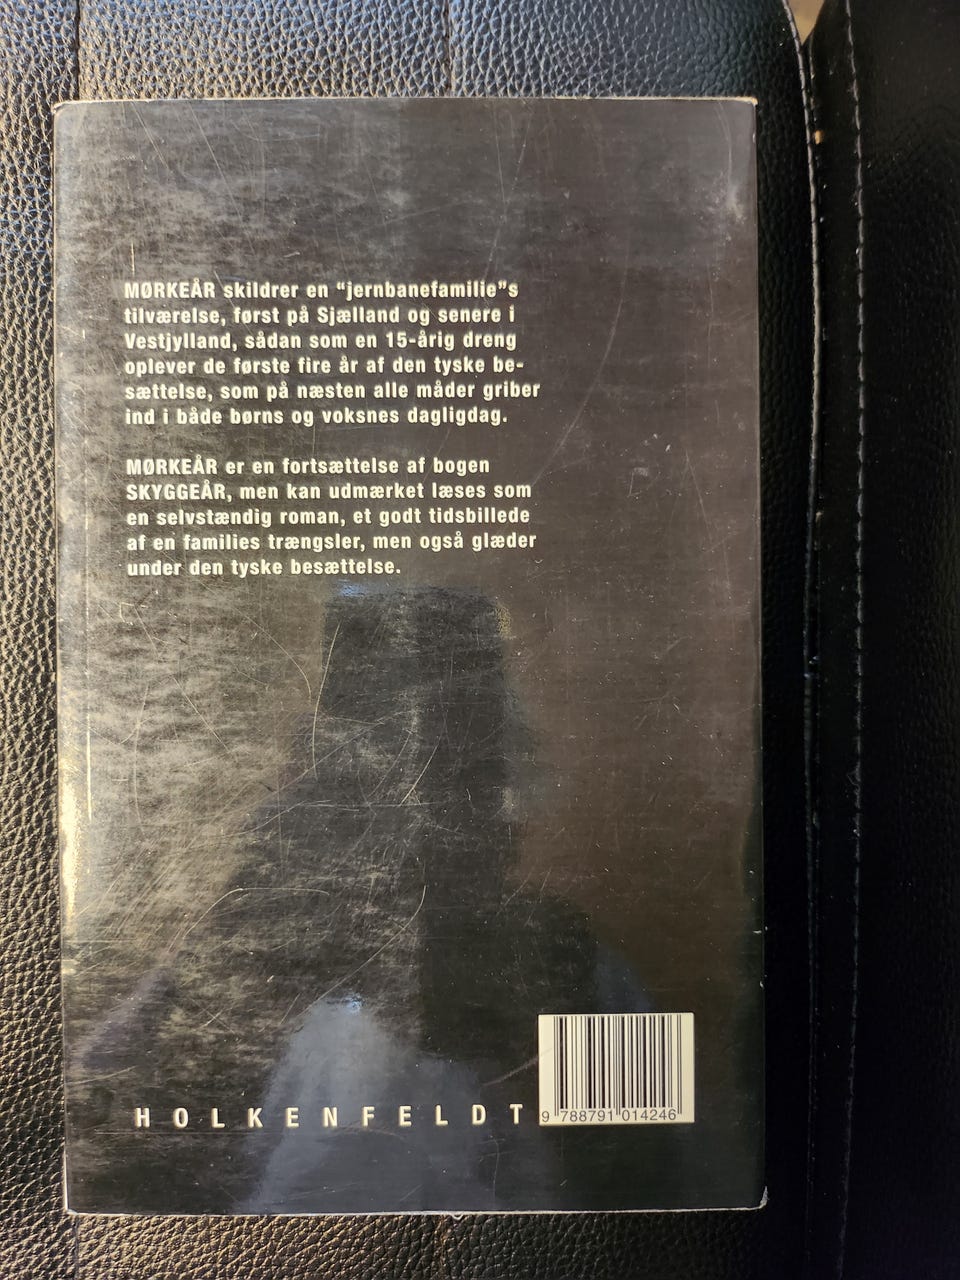 MØRKEÅR skildrer en "jernbanefamilie"s
tilværelse, først på Sjælland og senere i
Vestjylland, sådan som en 15-årig dreng
oplever de første fire år af den tyske be-
sættelse, som på næsten alle måder griber
ind i både børns og voksnes dagligdag.
MØRKEÅR er en fortsættelse af bogen
SKYGGEÅR, men kan udmærket læses som
en selvstændig roman, et godt tidsbillede
af en families trængsler, men også glæder
under den tyske besættelse.
HOLKENFELDT
9 788791 014246